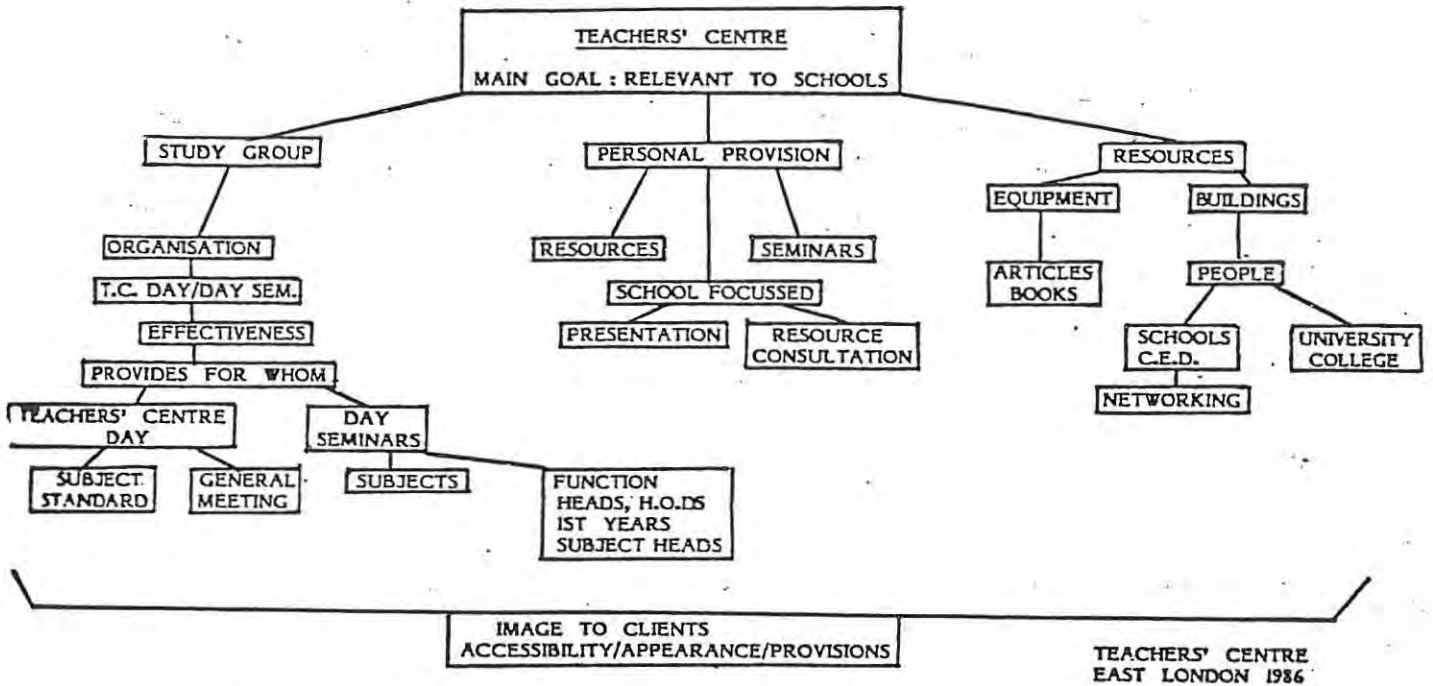 TEACHERS' CENTRE
MAIN GOAL : RELEVANT TO SCHOOLS
STUDY GROUP
PERSONAL PROVISION
RESOURCES
EQUIPMENT
BUILDINGS
ORGANISATION
RESOURCES
SEMINARS
ARTICLES
BOOKS
PEOPLE
T.C. DAY/DAY SEM.
SCHOOL FOCUSSED
EFFECTIVENESS
PRESENTATION
RESOURCE
CONSULTATION
SCHOOLS
C.E.D.
UNIVERSITY
COLLEGE
PROVIDES FOR WHOM
NETWORKING
TEACHERS' CENTRE
DAY
DAY
SEMINARS
SUBJECT
STANDARD
GENERAL
MEETING
SUBJECTS
FUNCTION
HEADS, H.O.DS
1ST YEARS
SUBJECT HEADS
IMAGE TO CLIENTS
ACCESSIBILITY/APPEARANCE/PROVISIONS
TEACHERS' CENTRE
EAST LONDON 1986